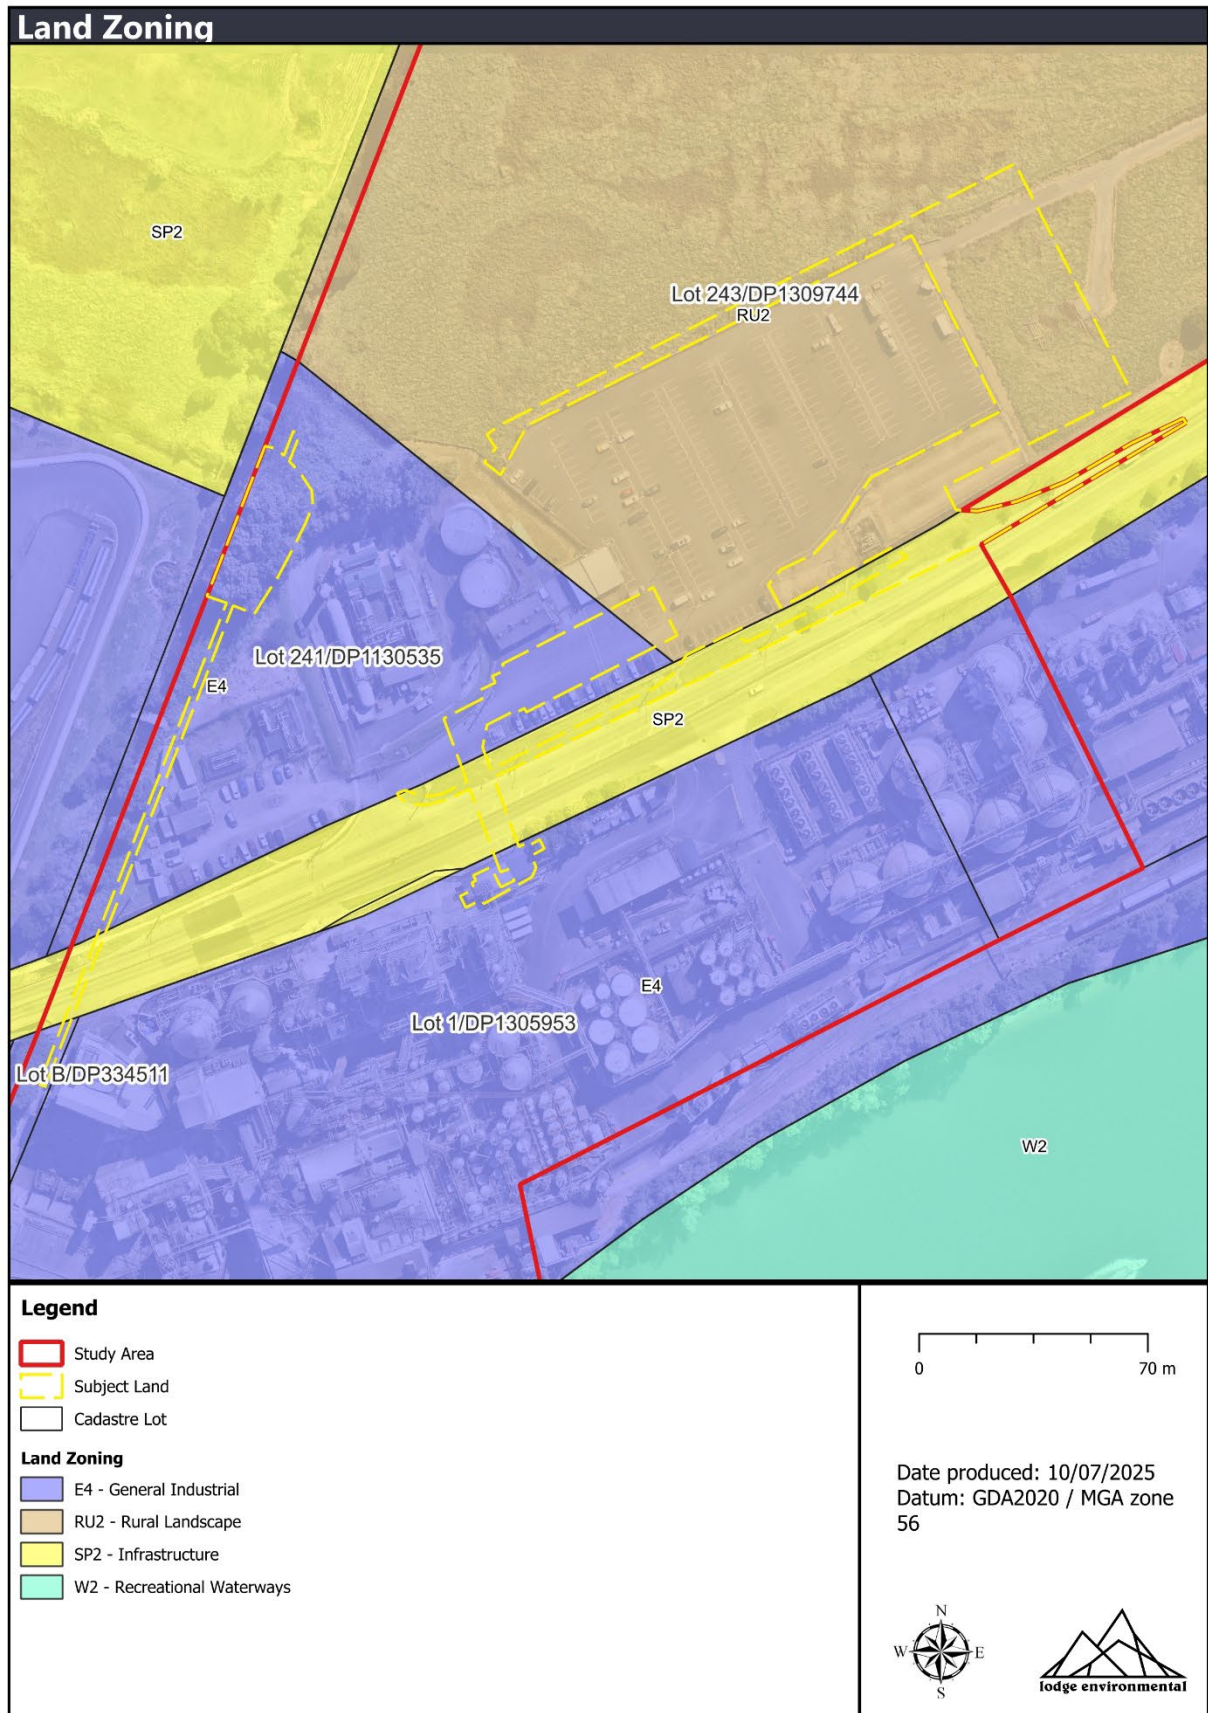 Land Zoning
SP2
Lot 243/DP1309744
RU2
Lot 241/DP1130535
E4
SP2
E4
Lot 1/DP1305953
Lot B/DP334511
W2
Legend
Study Area
Subject Land
Cadastre Lot
Land Zoning
E4 - General Industrial
RU2 - Rural Landscape
SP2 - Infrastructure
W2 - Recreational Waterways
0 70 m
Date produced: 10/07/2025
Datum: GDA2020 / MGA zone
56
N
W E
S
lodge environmental